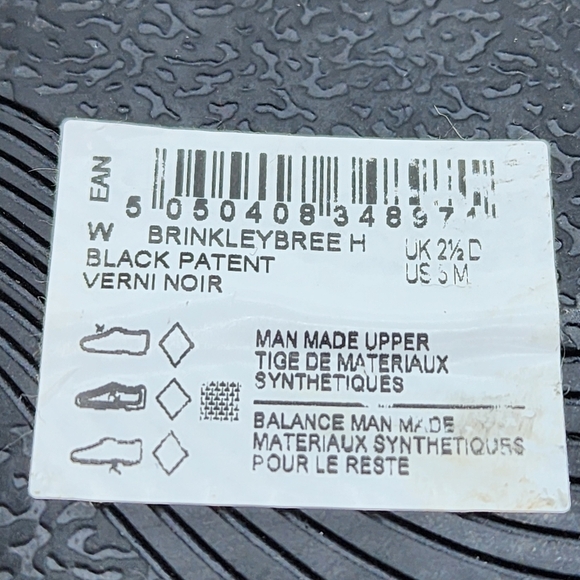 EAN
5 050408 348971
W BRINKLEYBREE H UK 2½ D
BLACK PATENT US 5 M
VERNI NOIR
MAN MADE UPPER
TIGE DE MATERIAUX
SYNTHETIQUES
BALANCE MAN MADE
MATERIAUX SYNTHETIQUES
POUR LE RESTE